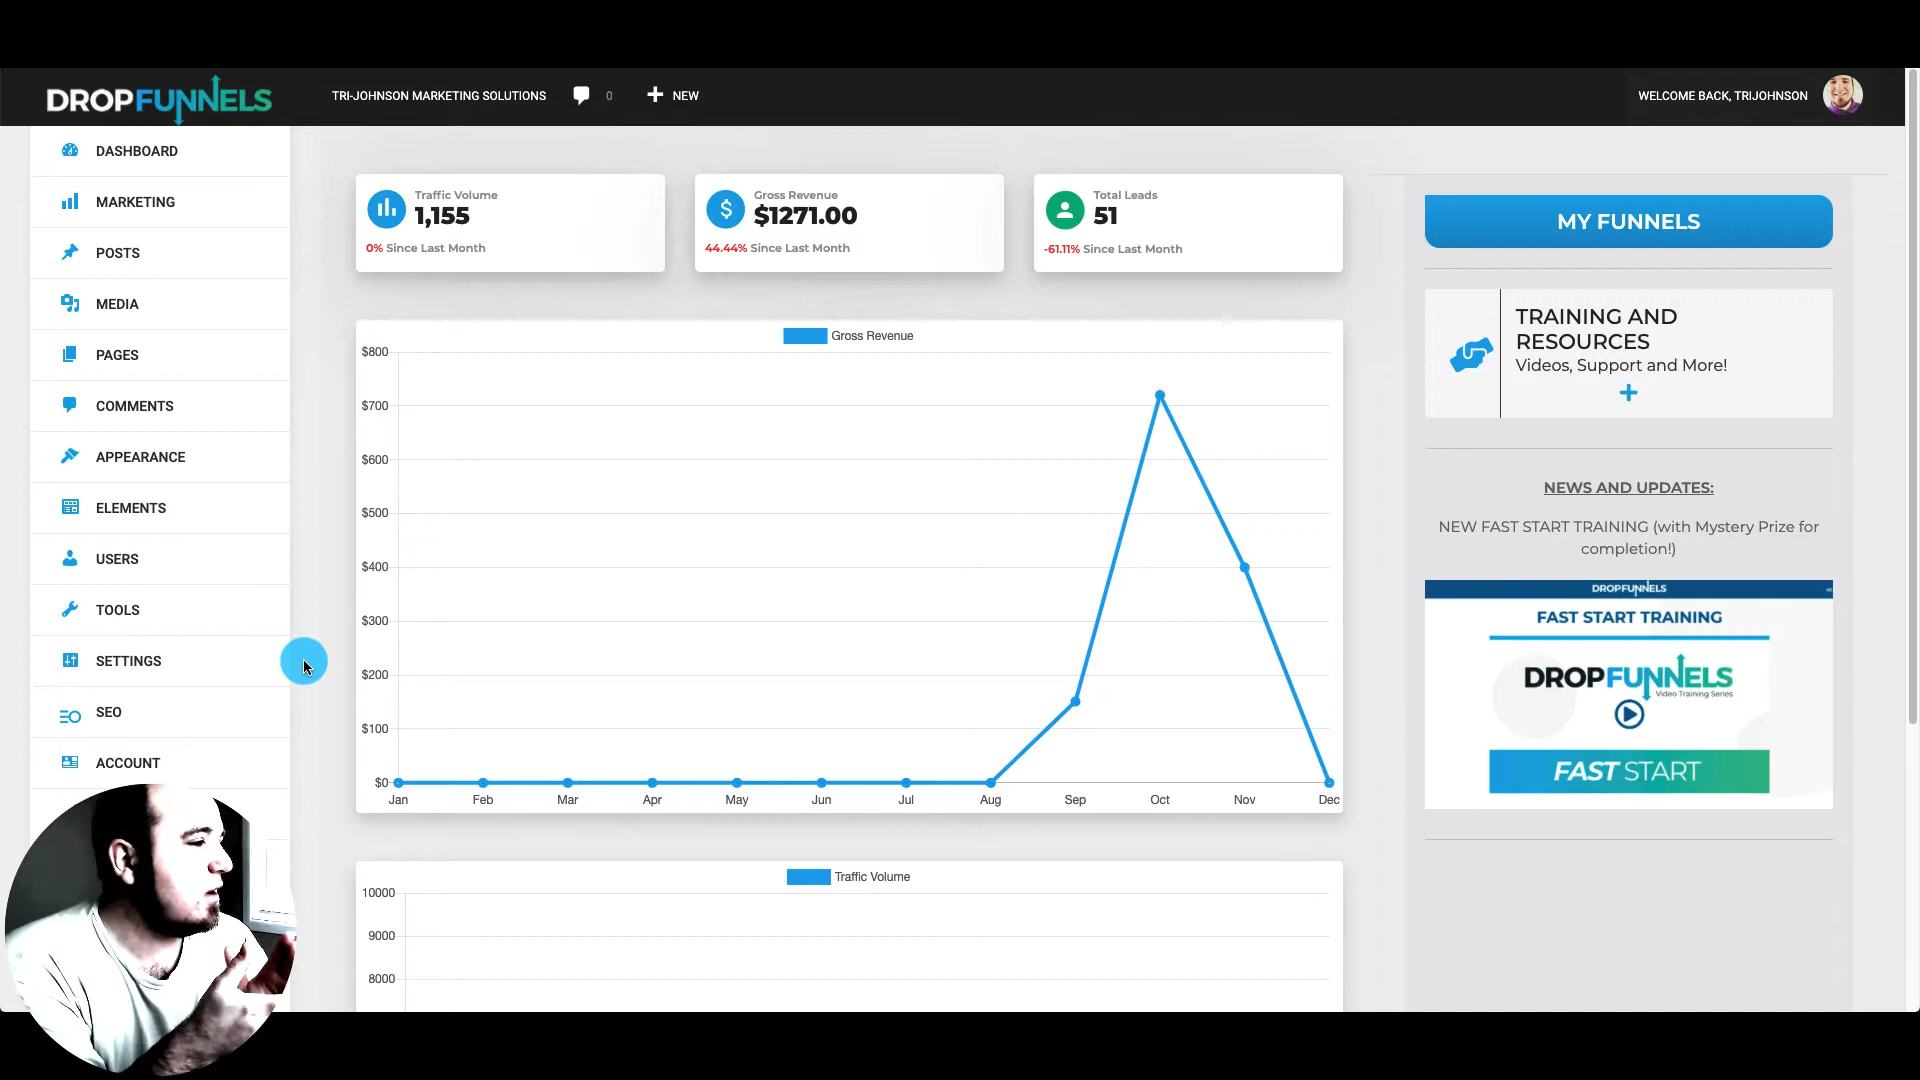 DROPFUNNELS
TRI-JOHNSON MARKETING SOLUTIONS
0
NEW
WELCOME BACK, TRIJOHNSON
DASHBOARD
MARKETING
POSTS
MEDIA
PAGES
COMMENTS
APPEARANCE
ELEMENTS
USERS
TOOLS
SETTINGS
SEO
ACCOUNT
Traffic Volume
1,155
0% Since Last Month
Gross Revenue
$1271.00
44.44% Since Last Month
Total Leads
51
-61.11% Since Last Month
Gross Revenue
$800
$700
$600
$500
$400
$300
$200
$100
$0
Jan Feb Mar Apr May Jun Jul Aug Sep Oct Nov Dec
Traffic Volume
10000
9000
8000
MY FUNNELS
TRAINING AND
RESOURCES
Videos, Support and More!
NEWS AND UPDATES:
NEW FAST START TRAINING (with Mystery Prize for
completion!)
DROPFUNNELS
FAST START TRAINING
DROPFUNNELS
Video Training Series
FAST START